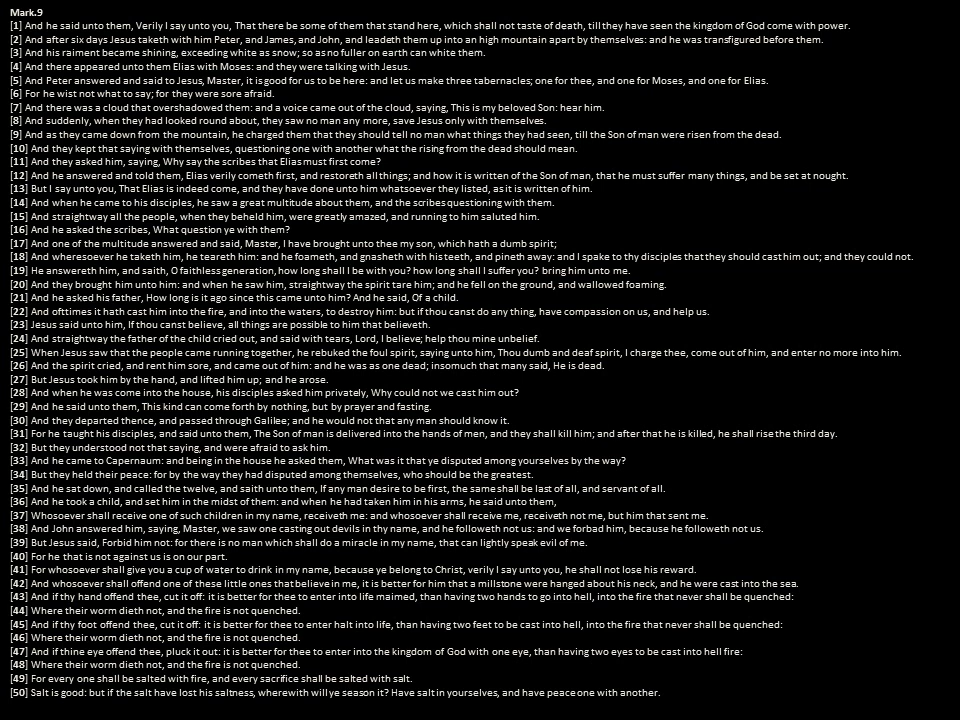 Mark.9
[1] And he said unto them, Verily I say unto you, That there be some of them that stand here, which shall not taste of death, till they have seen the kingdom of God come with power.
[2] And after six days Jesus taketh with him Peter, and James, and John, and leadeth them up into an high mountain apart by themselves: and he was transfigured before them.
[3] And his raiment became shining, exceeding white as snow; so as no fuller on earth can white them.
[4] And there appeared unto them Elias with Moses: and they were talking with Jesus.
[5] And Peter answered and said to Jesus, Master, it is good for us to be here: and let us make three tabernacles; one for thee, and one for Moses, and one for Elias.
[6] For he wist not what to say; for they were sore afraid.
[7] And there was a cloud that overshadowed them: and a voice came out of the cloud, saying, This is my beloved Son: hear him.
[8] And suddenly, when they had looked round about, they saw no man any more, save Jesus only with themselves.
[9] And as they came down from the mountain, he charged them that they should tell no man what things they had seen, till the Son of man were risen from the dead.
[10] And they kept that saying with themselves, questioning one with another what the rising from the dead should mean.
[11] And they asked him, saying, Why say the scribes that Elias must first come?
[12] And he answered and told them, Elias verily cometh first, and restoreth all things; and how it is written of the Son of man, that he must suffer many things, and be set at nought.
[13] But I say unto you, That Elias is indeed come, and they have done unto him whatsoever they listed, as it is written of him.
[14] And when he came to his disciples, he saw a great multitude about them, and the scribes questioning with them.
[15] And straightway all the people, when they beheld him, were greatly amazed, and running to him saluted him.
[16] And he asked the scribes, What question ye with them?
[17] And one of the multitude answered and said, Master, I have brought unto thee my son, which hath a dumb spirit;
[18] And wheresoever he taketh him, he teareth him: and he foameth, and gnasheth with his teeth, and pineth away: and I spake to thy disciples that they should cast him out; and they could not.
[19] He answereth him, and saith, O faithless generation, how long shall I be with you? how long shall I suffer you? bring him unto me.
[20] And they brought him unto him: and when he saw him, straightway the spirit tare him; and he fell on the ground, and wallowed foaming.
[21] And he asked his father, How long is it ago since this came unto him? And he said, Of a child.
[22] And ofttimes it hath cast him into the fire, and into the waters, to destroy him: but if thou canst do any thing, have compassion on us, and help us.
[23] Jesus said unto him, If thou canst believe, all things are possible to him that believeth.
[24] And straightway the father of the child cried out, and said with tears, Lord, I believe; help thou mine unbelief.
[25] When Jesus saw that the people came running together, he rebuked the foul spirit, saying unto him, Thou dumb and deaf spirit, I charge thee, come out of him, and enter no more into him.
[26] And the spirit cried, and rent him sore, and came out of him: and he was as one dead; insomuch that many said, He is dead.
[27] But Jesus took him by the hand, and lifted him up; and he arose.
[28] And when he was come into the house, his disciples asked him privately, Why could not we cast him out?
[29] And he said unto them, This kind can come forth by nothing, but by prayer and fasting.
[30] And they departed thence, and passed through Galilee; and he would not that any man should know it.
[31] For he taught his disciples, and said unto them, The Son of man is delivered into the hands of men, and they shall kill him; and after that he is killed, he shall rise the third day.
[32] But they understood not that saying, and were afraid to ask him.
[33] And he came to Capernaum: and being in the house he asked them, What was it that ye disputed among yourselves by the way?
[34] But they held their peace: for by the way they had disputed among themselves, who should be the greatest.
[35] And he sat down, and called the twelve, and saith unto them, If any man desire to be first, the same shall be last of all, and servant of all.
[36] And he took a child, and set him in the midst of them: and when he had taken him in his arms, he said unto them,
[37] Whosoever shall receive one of such children in my name, receiveth me: and whosoever shall receive me, receiveth not me, but him that sent me.
[38] And John answered him, saying, Master, we saw one casting out devils in thy name, and he followeth not us: and we forbad him, because he followeth not us.
[39] But Jesus said, Forbid him not: for there is no man which shall do a miracle in my name, that can lightly speak evil of me.
[40] For he that is not against us is on our part.
[41] For whosoever shall give you a cup of water to drink in my name, because ye belong to Christ, verily I say unto you, he shall not lose his reward.
[42] And whosoever shall offend one of these little ones that believe in me, it is better for him that a millstone were hanged about his neck, and he were cast into the sea.
[43] And if thy hand offend thee, cut it off: it is better for thee to enter into life maimed, than having two hands to go into hell, into the fire that never shall be quenched:
[44] Where their worm dieth not, and the fire is not quenched.
[45] And if thy foot offend thee, cut it off: it is better for thee to enter halt into life, than having two feet to be cast into hell, into the fire that never shall be quenched:
[46] Where their worm dieth not, and the fire is not quenched.
[47] And if thine eye offend thee, pluck it out: it is better for thee to enter into the kingdom of God with one eye, than having two eyes to be cast into hell fire:
[48] Where their worm dieth not, and the fire is not quenched.
[49] For every one shall be salted with fire, and every sacrifice shall be salted with salt.
[50] Salt is good: but if the salt have lost his saltness, wherewith will ye season it? Have salt in yourselves, and have peace one with another.